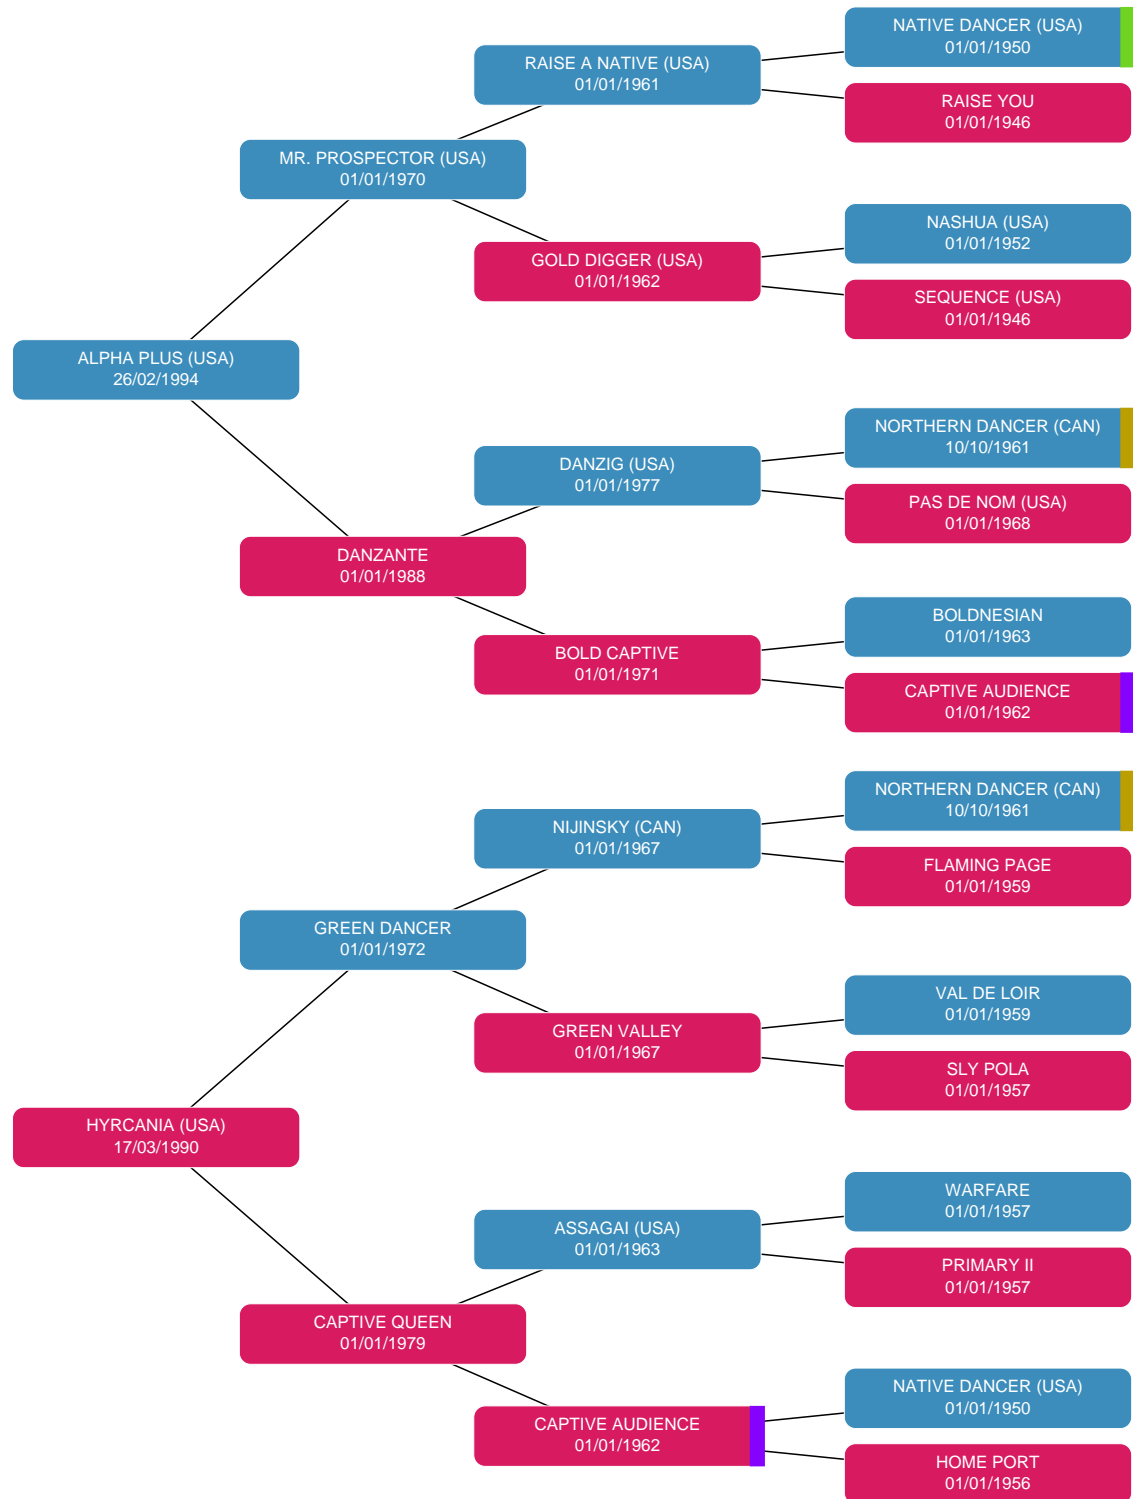 NATIVE DANCER (USA)
01/01/1950
RAISE A NATIVE (USA)
01/01/1961
RAISE YOU
01/01/1946
MR. PROSPECTOR (USA)
01/01/1970
NASHUA (USA)
01/01/1952
GOLD DIGGER (USA)
01/01/1962
SEQUENCE (USA)
01/01/1946
ALPHA PLUS (USA)
26/02/1994
NORTHERN DANCER (CAN)
10/10/1961
DANZIG (USA)
01/01/1977
PAS DE NOM (USA)
01/01/1968
DANZANTE
01/01/1988
BOLDNESIAN
01/01/1963
BOLD CAPTIVE
01/01/1971
CAPTIVE AUDIENCE
01/01/1962
NORTHERN DANCER (CAN)
10/10/1961
NIJINSKY (CAN)
01/01/1967
FLAMING PAGE
01/01/1959
GREEN DANCER
01/01/1972
VAL DE LOIR
01/01/1959
GREEN VALLEY
01/01/1967
SLY POLA
01/01/1957
HYRCANIA (USA)
17/03/1990
WARFARE
01/01/1957
ASSAGAI (USA)
01/01/1963
PRIMARY II
01/01/1957
CAPTIVE QUEEN
01/01/1979
NATIVE DANCER (USA)
01/01/1950
CAPTIVE AUDIENCE
01/01/1962
HOME PORT
01/01/1956